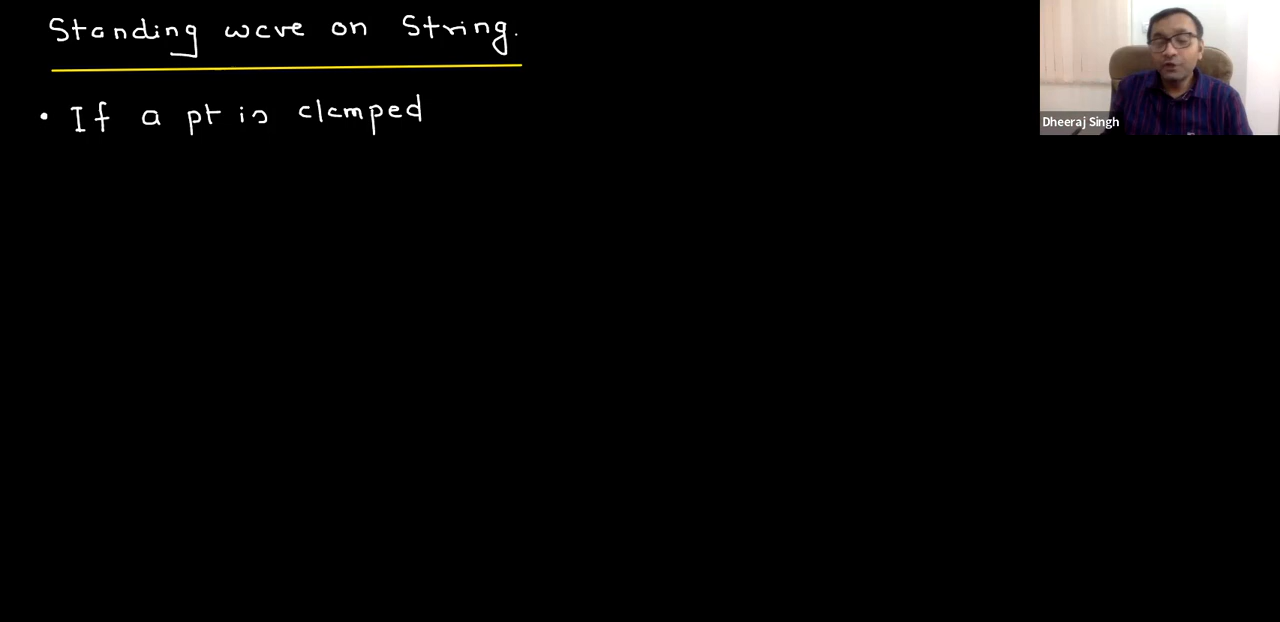 Standing wave on String.
• If a pt is clamped
Dheeraj Singh